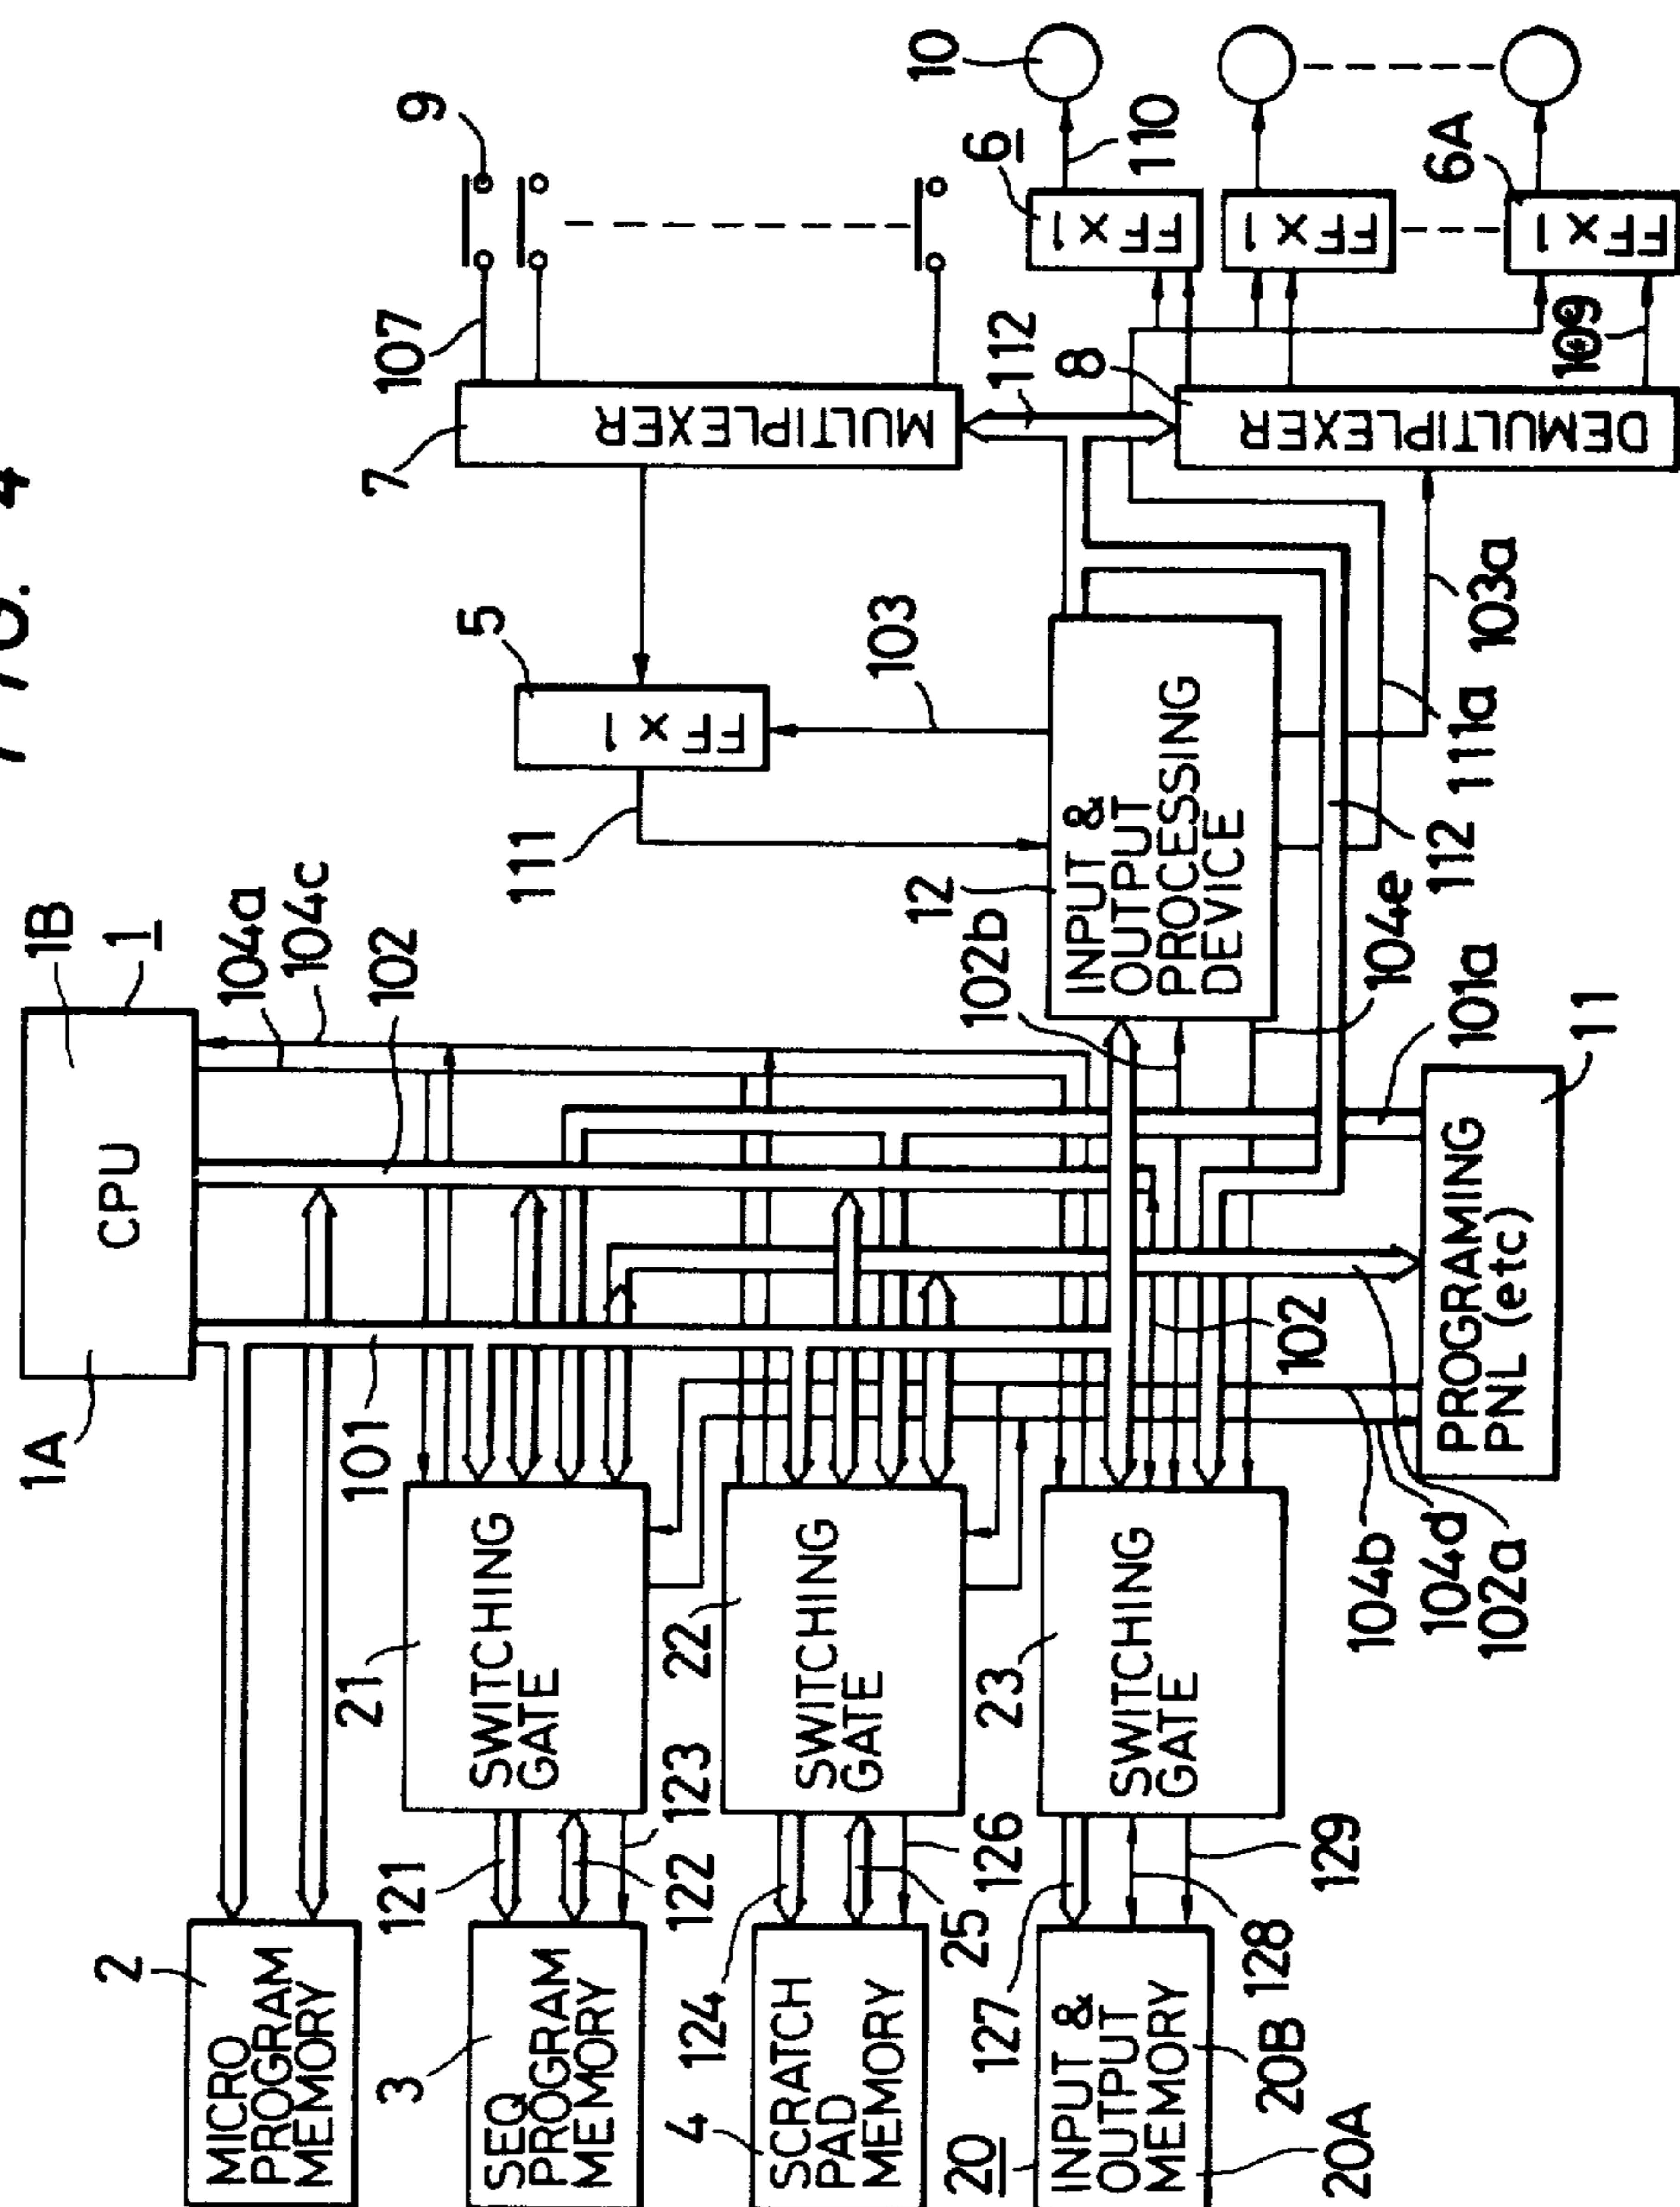 FIG. 4
1B
1
CPU
1A
104a
104c
102
101
2
MICRO
PROGRAM
MEMORY
3
SEQ
PROGRAM
MEMORY
4
SCRATCH
PAD
MEMORY
20
INPUT &
OUTPUT
MEMORY
20B
20A
21
SWITCHING
GATE
22
SWITCHING
GATE
23
SWITCHING
GATE
121
122
123
124
25
126
127
128
129
102
104b
104d
102a
11
PROGRAMING
PNL (etc)
101a
104e
102b
12
INPUT &
OUTPUT
PROCESSING
DEVICE
112
111a
103a
103
111
5
FF × 1
7
MULTIPLEXER
107
9
112
8
DEMULTIPLEXER
109
6
FF × 1
FF × 1
FF × 1
6A
110
10